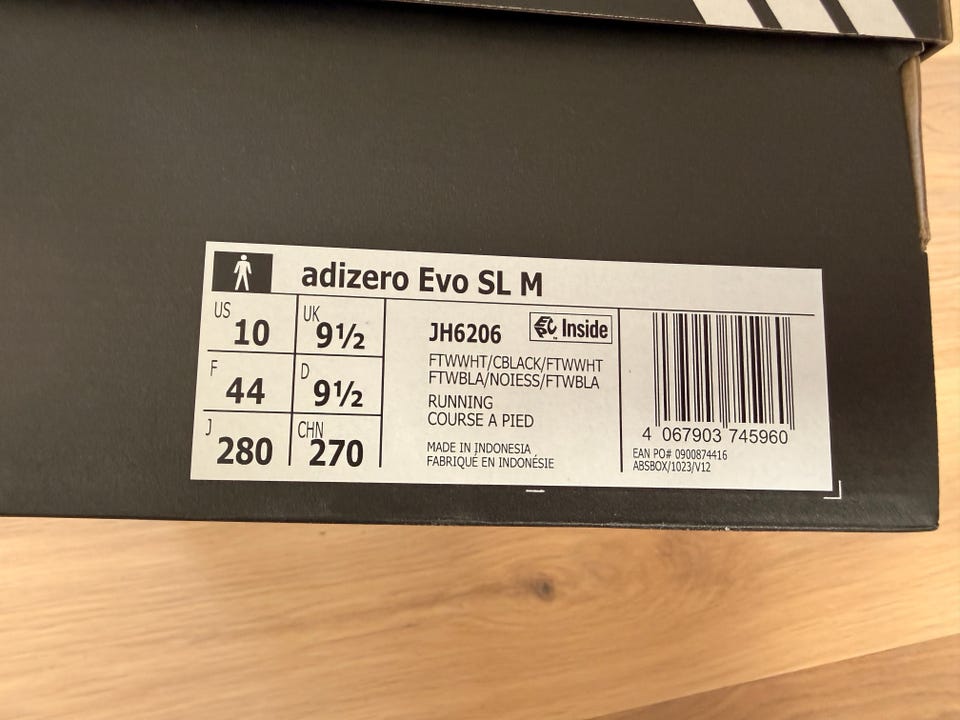 adizero Evo SL M
US 10 UK 9½
F 44 D 9½
J 280 CHN 270
JH6206 Inside
FTWWHT/CBLACK/FTWWHT
FTWBLA/NOIESS/FTWBLA
RUNNING
COURSE A PIED
MADE IN INDONESIA
FABRIQUÉ EN INDONÉSIE
4 067903 745960
EAN PO# 0900874416
ABSBOX/1023/V12